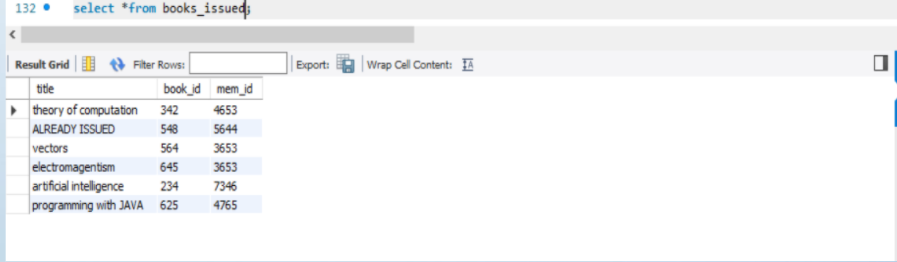 132 select *from books_issued;
Result Grid Filter Rows: Export: Wrap Cell Content:
title book_id mem_id
theory of computation 342 4653
ALREADY ISSUED 548 5644
vectors 564 3653
electromagentism 645 3653
artificial intelligence 234 7346
programming with JAVA 625 4765